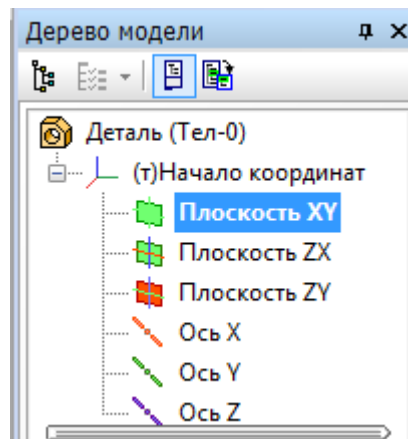 Дерево модели
Деталь (Тел-0)
(т)Начало координат
Плоскость XY
Плоскость ZX
Плоскость ZY
Ось X
Ось Y
Ось Z